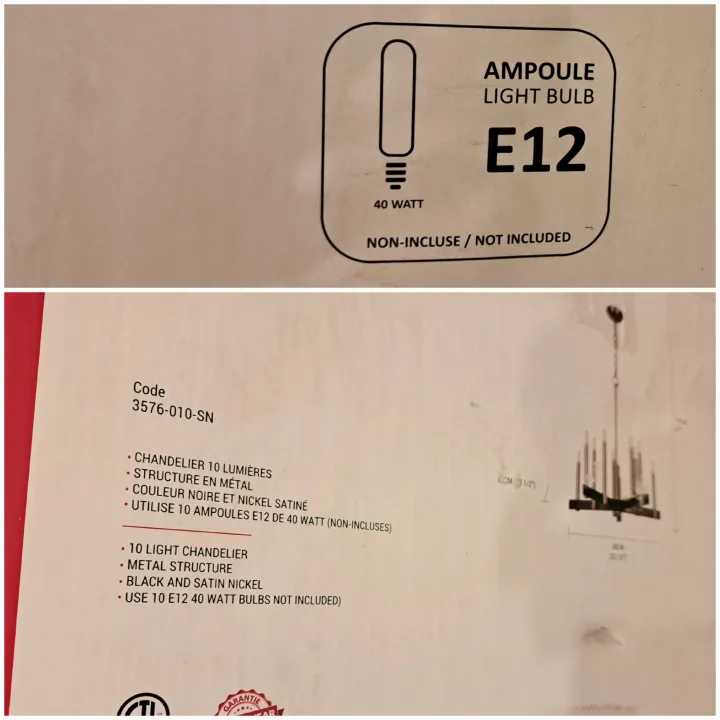 AMPOULE
LIGHT BULB
E12
40 WATT
NON-INCLUSE / NOT INCLUDED
Code
3576-010-SN
• CHANDELIER 10 LUMIÈRES
• STRUCTURE EN MÉTAL
• COULEUR NOIRE ET NICKEL SATINÉ
• UTILISE 10 AMPOULES E12 DE 40 WATT (NON-INCLUSES)
• 10 LIGHT CHANDELIER
• METAL STRUCTURE
• BLACK AND SATIN NICKEL
• USE 10 E12 40 WATT BULBS NOT INCLUDED)
GARANTIE